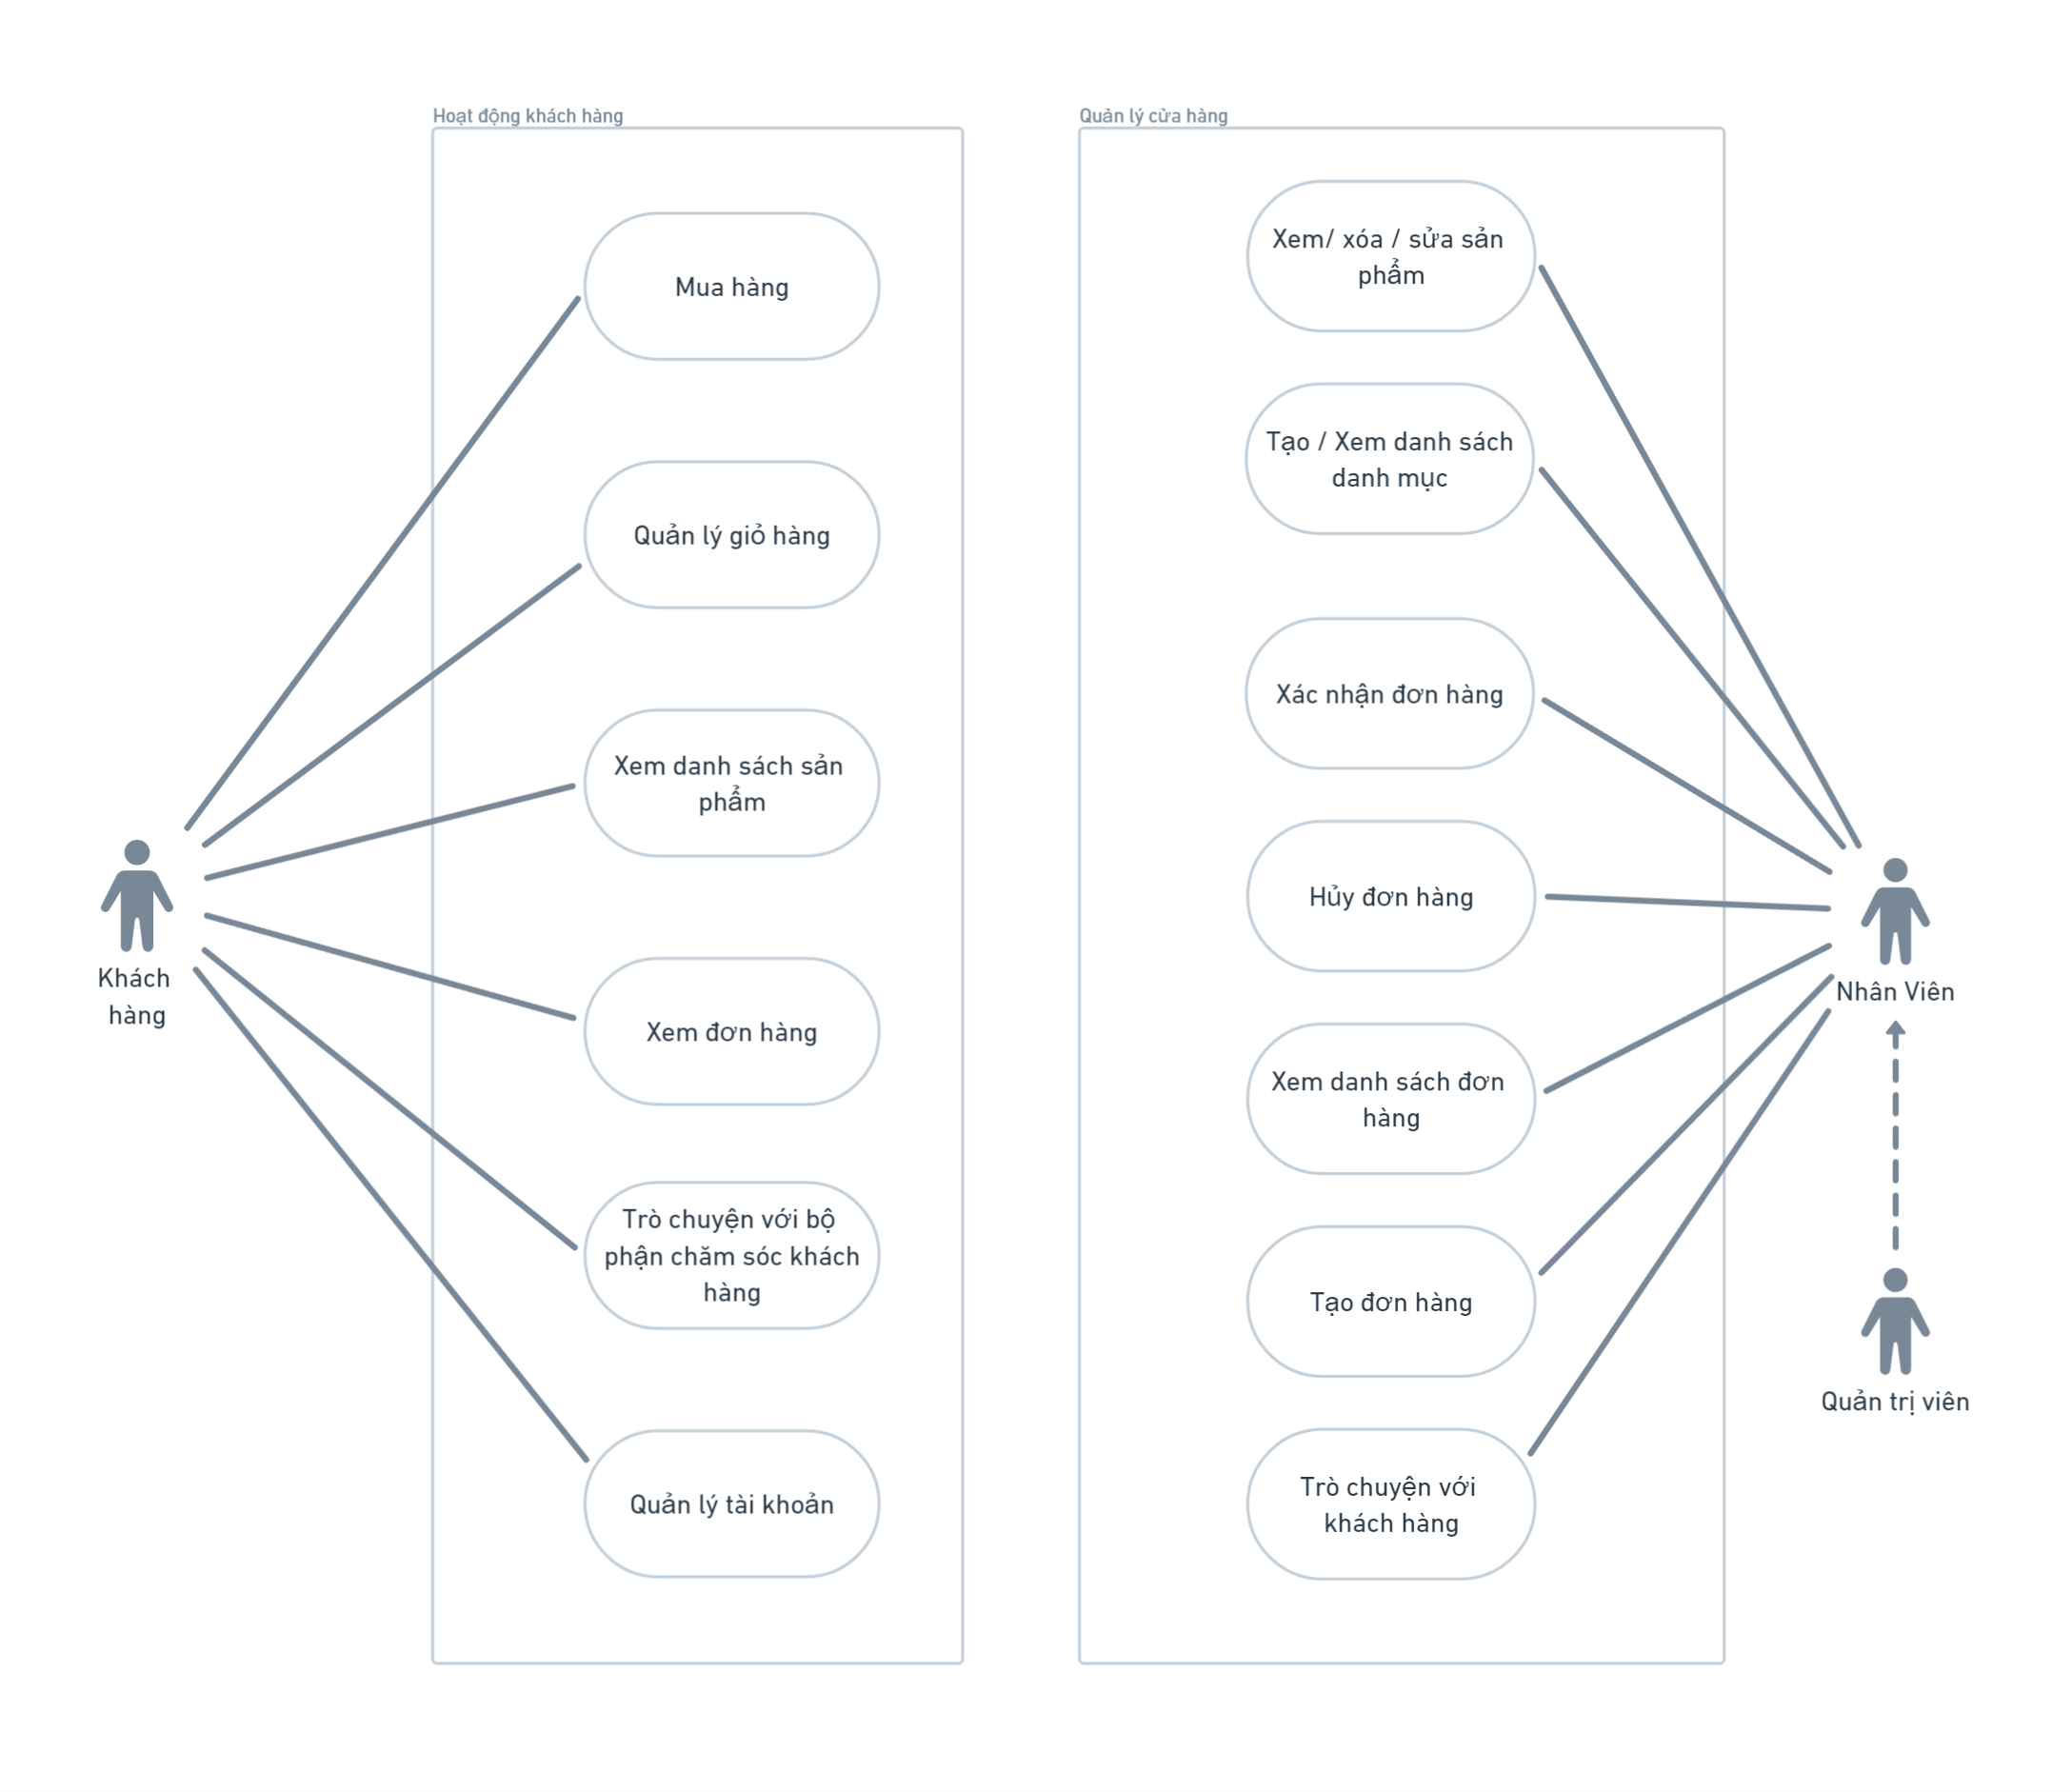 Hoạt động khách hàng
Quản lý cửa hàng
Mua hàng
Quản lý giỏ hàng
Xem danh sách sản
phẩm
Xem đơn hàng
Trò chuyện với bộ
phận chăm sóc khách
hàng
Quản lý tài khoản
Khách
hàng
Xem/ xóa / sửa sản
phẩm
Tạo / Xem danh sách
danh mục
Xác nhận đơn hàng
Hủy đơn hàng
Xem danh sách đơn
hàng
Tạo đơn hàng
Trò chuyện với
khách hàng
Nhân Viên
Quản trị viên